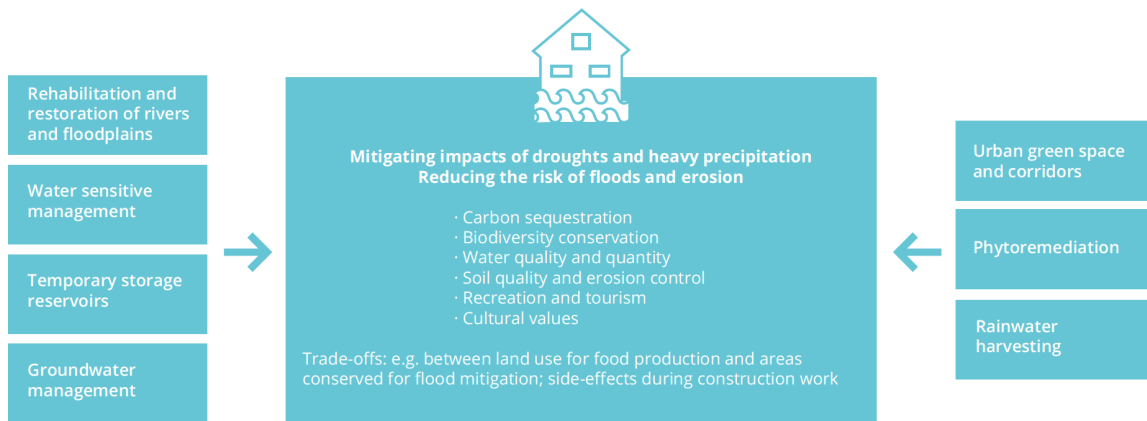 Rehabilitation and
restoration of rivers
and floodplains
Water sensitive
management
Temporary storage
reservoirs
Groundwater
management
Mitigating impacts of droughts and heavy precipitation
Reducing the risk of floods and erosion
· Carbon sequestration
· Biodiversity conservation
· Water quality and quantity
· Soil quality and erosion control
· Recreation and tourism
· Cultural values
Trade-offs: e.g. between land use for food production and areas
conserved for flood mitigation; side-effects during construction work
Urban green space
and corridors
Phytoremediation
Rainwater
harvesting